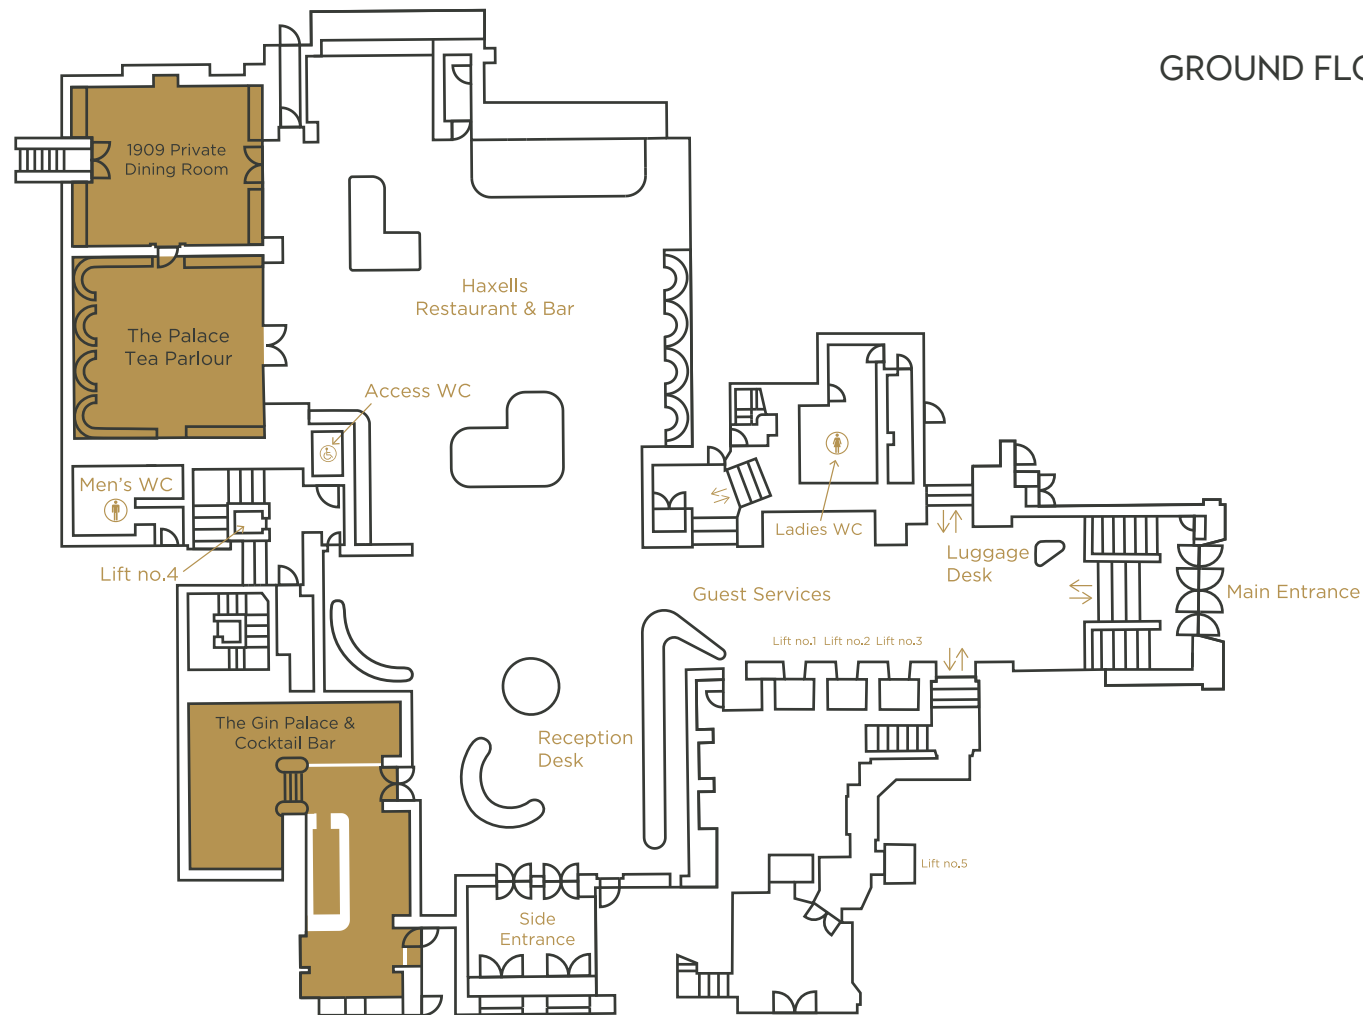 GROUND FLO
1909 Private
Dining Room
Haxells
Restaurant & Bar
The Palace
Tea Parlour
Access WC
Men's WC
Ladies WC
Luggage
Desk
Lift no.4
Guest Services
Main Entrance
Lift no.1 Lift no.2 Lift no.3
The Gin Palace &
Cocktail Bar
Reception
Desk
Lift no.5
Side
Entrance